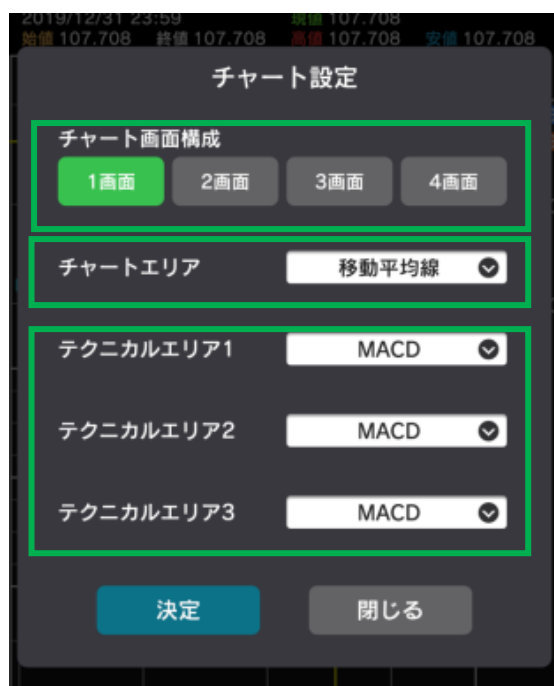 2019/12/31 23:59 現値 107.708
始値 107.708 終値 107.708 高値 107.708 安値 107.708
チャート設定
チャート画面構成
1画面 2画面 3画面 4画面
チャートエリア 移動平均線
テクニカルエリア1 MACD
テクニカルエリア2 MACD
テクニカルエリア3 MACD
決定 閉じる